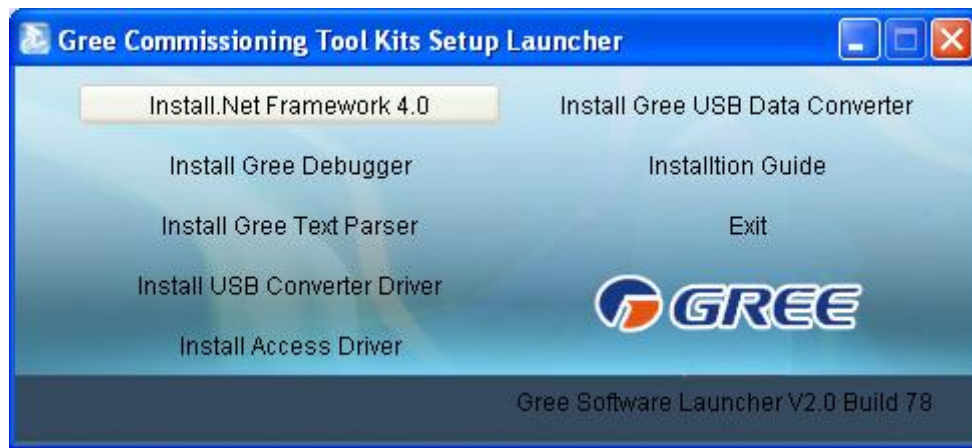 Gree Commissioning Tool Kits Setup Launcher
Install.Net Framework 4.0
Install Gree USB Data Converter
Install Gree Debugger
Installtion Guide
Install Gree Text Parser
Exit
Install USB Converter Driver
GREE
Install Access Driver
Gree Software Launcher V2.0 Build 78